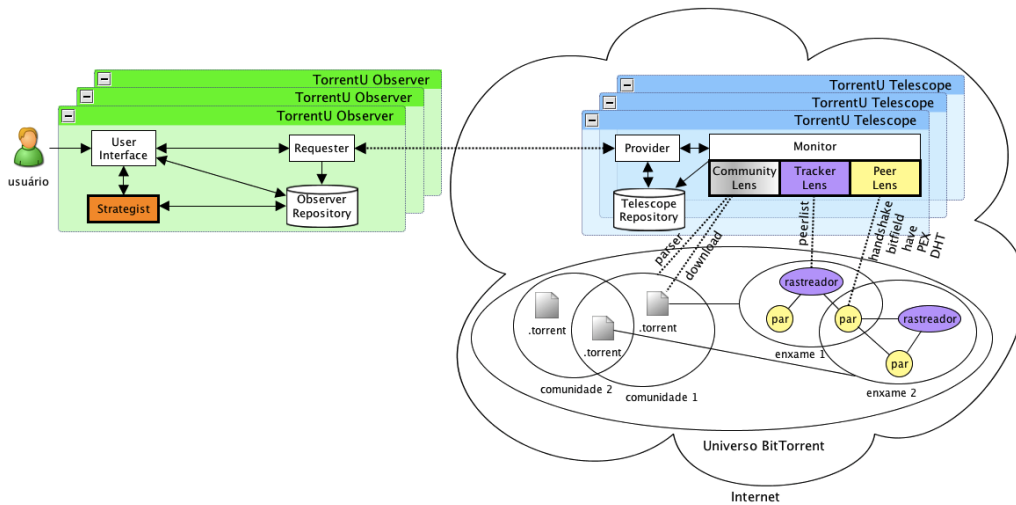 TorrentU Observer
TorrentU Observer
TorrentU Observer
usuário
User
Interface
Requester
Strategist
Observer
Repository
TorrentU Telescope
TorrentU Telescope
TorrentU Telescope
Provider
Monitor
Community
Lens
Tracker
Lens
Peer
Lens
Telescope
Repository
parser
download
peerlist
handshake
bitfield
have
PEX
DHT
.torrent
.torrent
.torrent
comunidade 2
comunidade 1
rastreador
par
par
rastreador
par
enxame 1
enxame 2
Universo BitTorrent
Internet